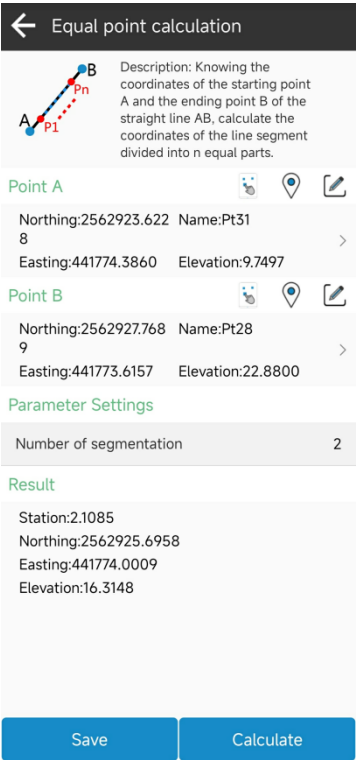 Equal point calculation
B
Pn
A
P1
Description: Knowing the
coordinates of the starting point
A and the ending point B of the
straight line AB, calculate the
coordinates of the line segment
divided into n equal parts.
Point A
Northing:2562923.622 Name:Pt31
8
Easting:441774.3860 Elevation:9.7497
Point B
Northing:2562927.768 Name:Pt28
9
Easting:441773.6157 Elevation:22.8800
Parameter Settings
Number of segmentation 2
Result
Station:2.1085
Northing:2562925.6958
Easting:441774.0009
Elevation:16.3148
Save Calculate